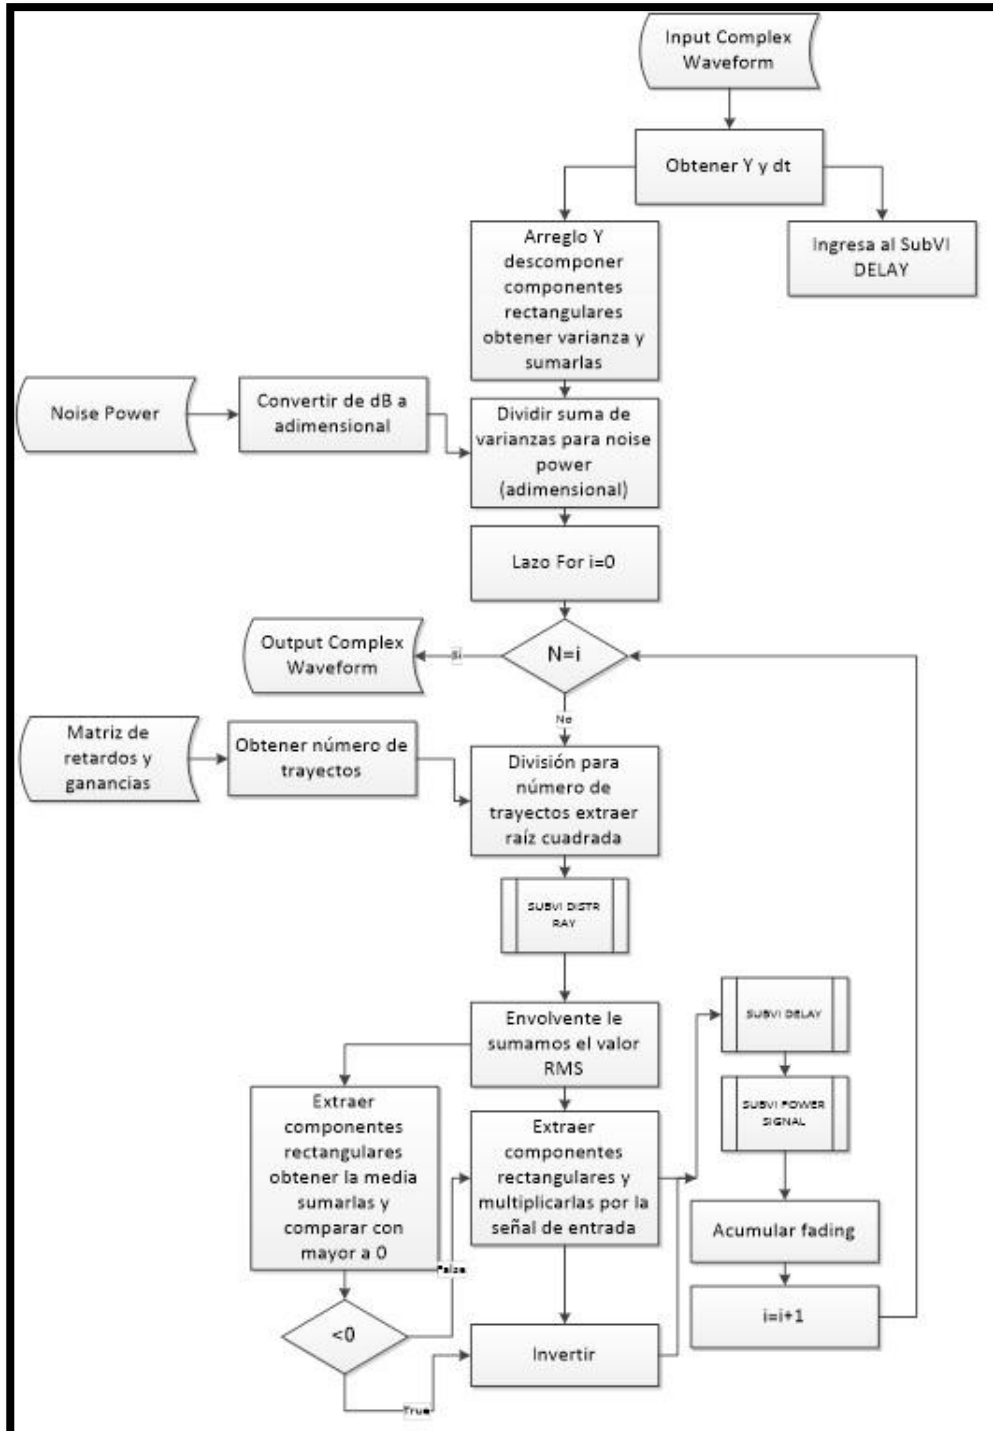 Input Complex
Waveform
Obtener Y y dt
Arreglo Y
descomponer
componentes
rectangulares
obtener varianza y
sumarlas
Ingresa al SubVI
DELAY
Noise Power
Convertir de dB a
adimensional
Dividir suma de
varianzas para noise
power
(adimensional)
Lazo For i=0
N=i
Si
Output Complex
Waveform
No
Matriz de
retardos y
ganancias
Obtener número de
trayectos
División para
número de
trayectos extraer
raíz cuadrada
SUBVI DISTR
RAY
Envolvente le
sumamos el valor
RMS
SUBVI DELAY
Extraer
componentes
rectangulares
obtener la media
sumarlas y
comparar con
mayor a 0
Extraer
componentes
rectangulares y
multiplicarlas por la
señal de entrada
SUBVI POWER
SIGNAL
Acumular fading
False
<0
Invertir
i=i+1
True